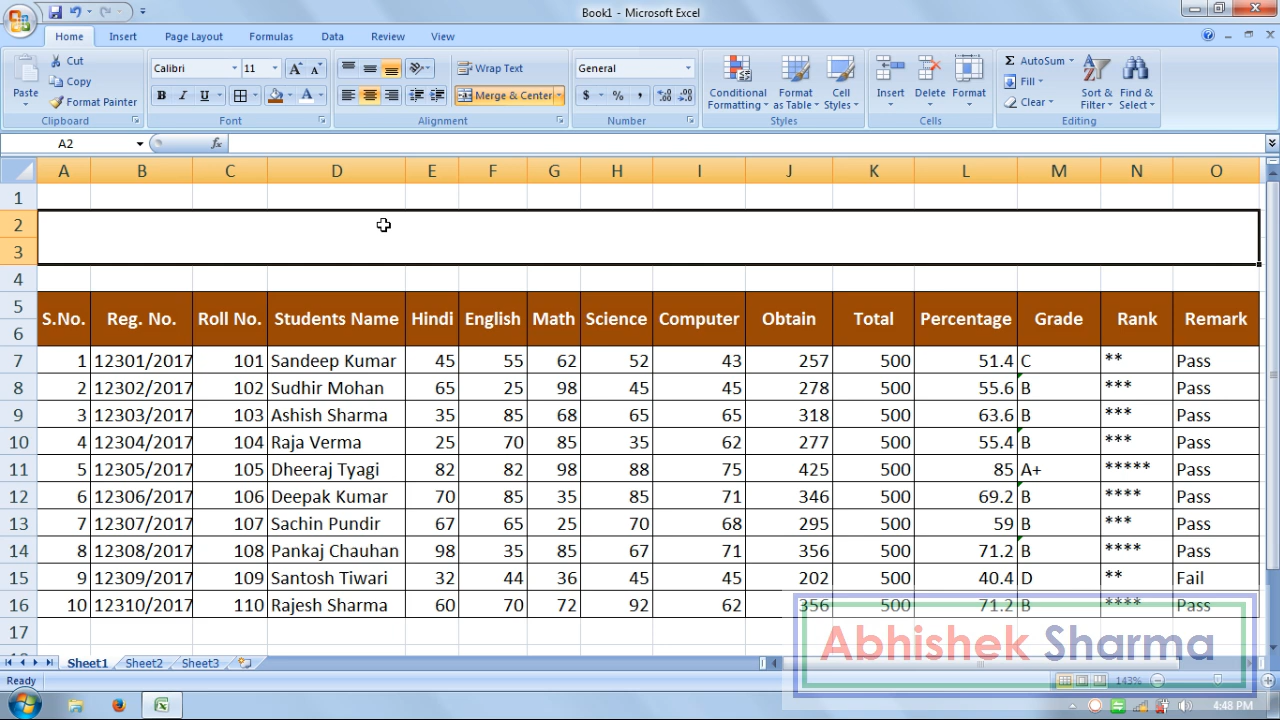 Book1 - Microsoft Excel
Home Insert Page Layout Formulas Data Review View
Paste
Cut
Copy
Format Painter
Clipboard
Calibri 11
B I U A
Font
Wrap Text
Merge & Center
Alignment
General
$ % ,
Number
Conditional Formatting
Format as Table
Cell Styles
Styles
Insert Delete Format
Cells
Σ AutoSum
Fill
Clear
Sort & Filter
Find & Select
Editing
A2 fx
A B C D E F G H I J K L M N O
1
2
3
4
5 S.No. Reg. No. Roll No. Students Name Hindi English Math Science Computer Obtain Total Percentage Grade Rank Remark
6
7 1 12301/2017 101 Sandeep Kumar 45 55 62 52 43 257 500 51.4 C ** Pass
8 2 12302/2017 102 Sudhir Mohan 65 25 98 45 45 278 500 55.6 B *** Pass
9 3 12303/2017 103 Ashish Sharma 35 85 68 65 65 318 500 63.6 B *** Pass
10 4 12304/2017 104 Raja Verma 25 70 85 35 62 277 500 55.4 B *** Pass
11 5 12305/2017 105 Dheeraj Tyagi 82 82 98 88 75 425 500 85 A+ ***** Pass
12 6 12306/2017 106 Deepak Kumar 70 85 35 85 71 346 500 69.2 B **** Pass
13 7 12307/2017 107 Sachin Pundir 67 65 25 70 68 295 500 59 B *** Pass
14 8 12308/2017 108 Pankaj Chauhan 98 35 85 67 71 356 500 71.2 B **** Pass
15 9 12309/2017 109 Santosh Tiwari 32 44 36 45 45 202 500 40.4 D ** Fail
16 10 12310/2017 110 Rajesh Sharma 60 70 72 92 62 356 500 71.2 B **** Pass
17
Abhishek Sharma
Sheet1 Sheet2 Sheet3
Ready 143%
4:48 PM